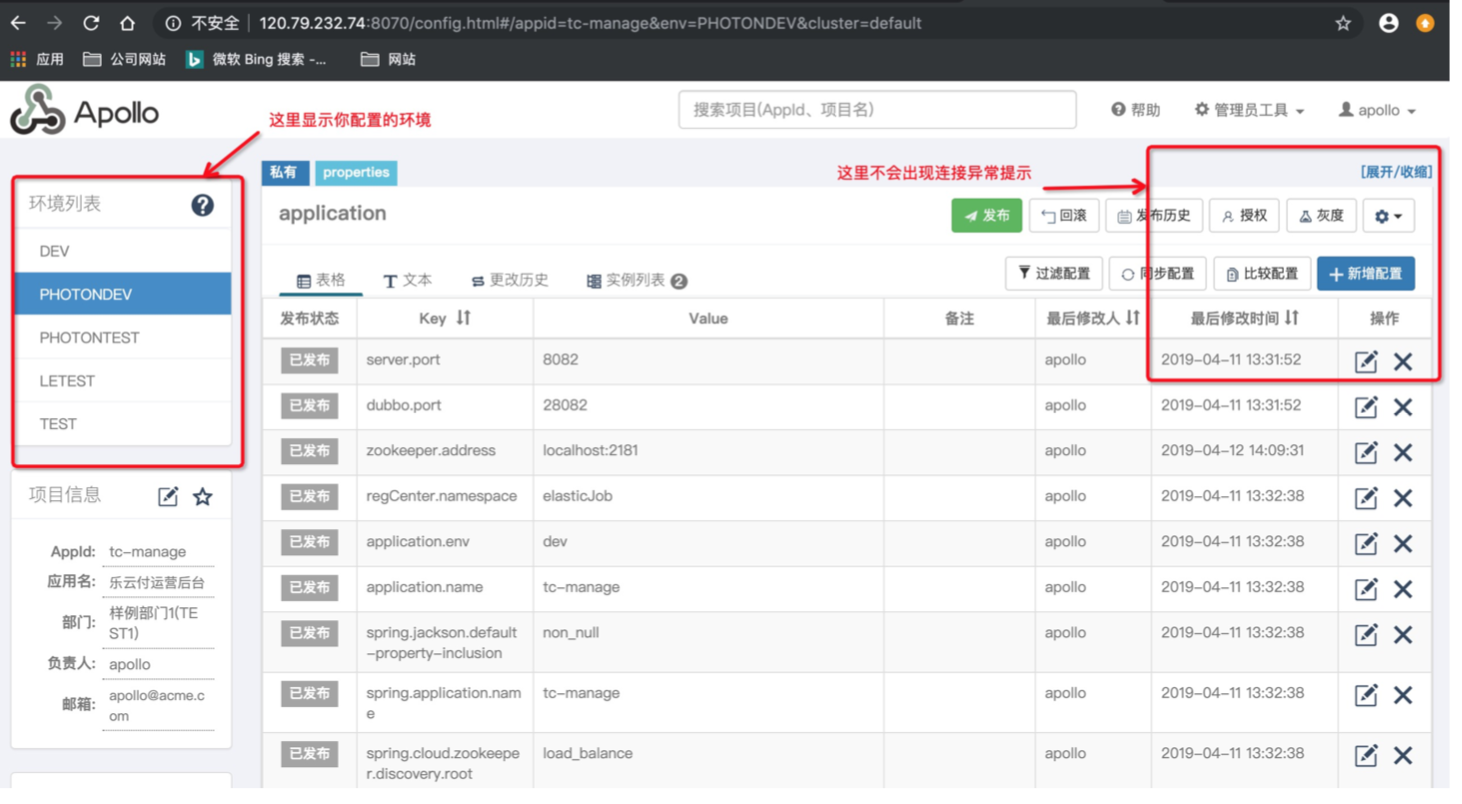 不安全 | 120.79.232.74:8070/config.html#/appid=tc-manage&env=PHOTONDEV&cluster=default
应用 公司网站 微软 Bing 搜索 -... 网站
Apollo 搜索项目(AppId、项目名) 帮助 管理员工具 apollo
这里显示你配置的环境
私有 properties 这里不会出现连接异常提示 [展开/收缩]
环境列表
DEV
PHOTONDEV
PHOTONTEST
LETEST
TEST
项目信息
AppId: tc-manage
应用名: 乐云付运营后台
部门: 样例部门1(TE
ST1)
负责人: apollo
邮箱: apollo@acme.c
om
application 发布 回滚 发布历史 授权 灰度
表格 文本 更改历史 实例列表 2 过滤配置 同步配置 比较配置 新增配置
发布状态 Key Value 备注 最后修改人 最后修改时间 操作
已发布 server.port 8082 apollo 2019-04-11 13:31:52
已发布 dubbo.port 28082 apollo 2019-04-11 13:31:52
已发布 zookeeper.address localhost:2181 apollo 2019-04-12 14:09:31
已发布 regCenter.namespace elasticJob apollo 2019-04-11 13:32:38
已发布 application.env dev apollo 2019-04-11 13:32:38
已发布 application.name tc-manage apollo 2019-04-11 13:32:38
已发布 spring.jackson.default non_null apollo 2019-04-11 13:32:38
-property-inclusion
已发布 spring.application.nam tc-manage apollo 2019-04-11 13:32:38
e
已发布 spring.cloud.zookeepe load_balance apollo 2019-04-11 13:32:38
r.discovery.root